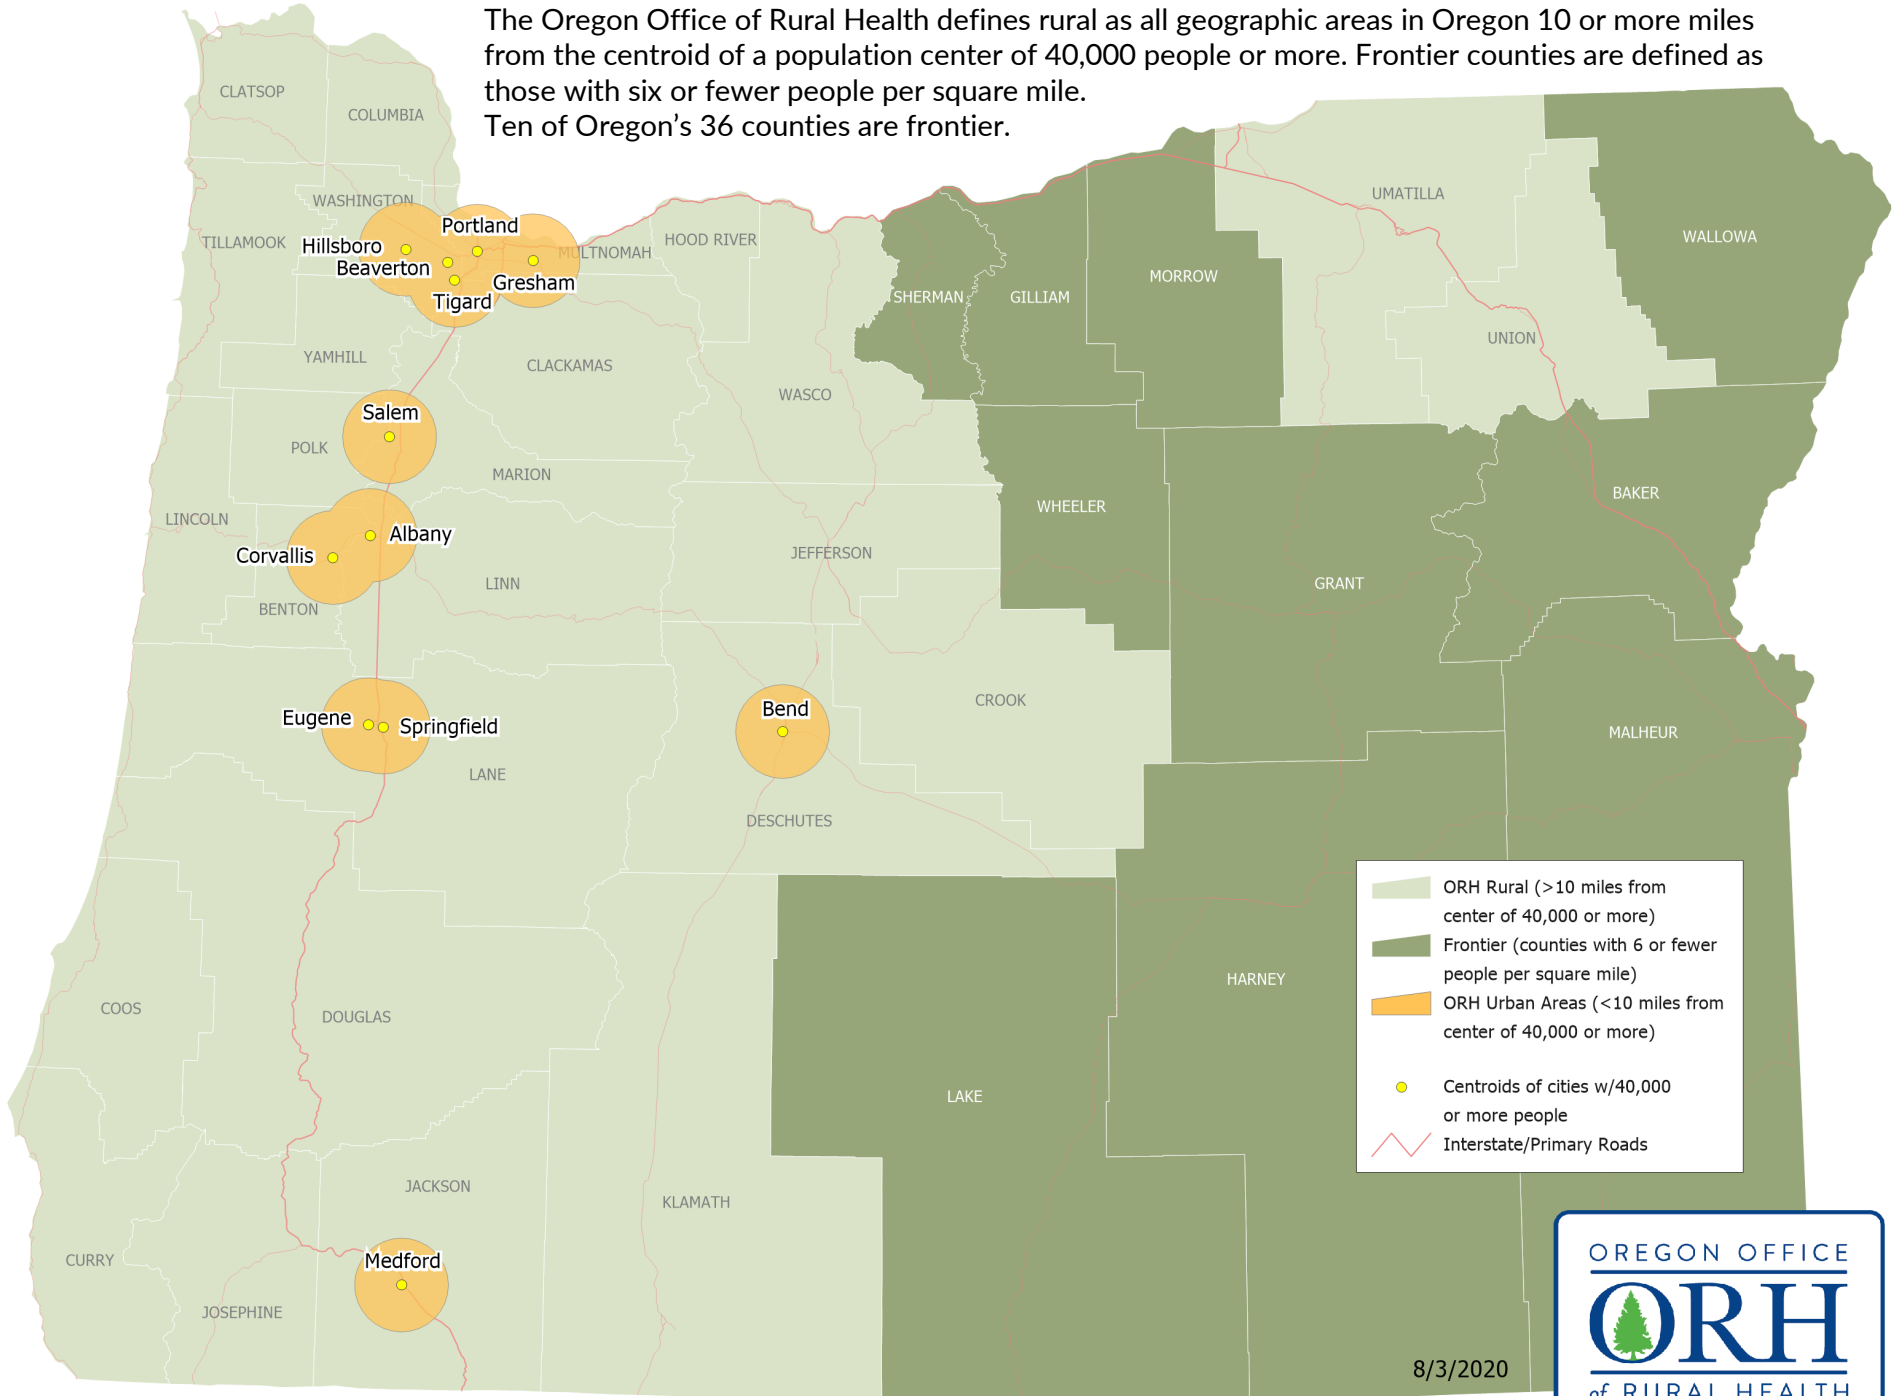 The Oregon Office of Rural Health defines rural as all geographic areas in Oregon 10 or more miles
from the centroid of a population center of 40,000 people or more. Frontier counties are defined as
those with six or fewer people per square mile.
Ten of Oregon’s 36 counties are frontier.
CLATSOP
COLUMBIA
WASHINGTON
TILLAMOOK
Hillsboro
Portland
Beaverton
Tigard
Gresham
MULTNOMAH
HOOD RIVER
SHERMAN
GILLIAM
MORROW
UMATILLA
WALLOWA
UNION
YAMHILL
CLACKAMAS
WASCO
Salem
POLK
MARION
LINCOLN
Albany
Corvallis
BENTON
LINN
JEFFERSON
WHEELER
GRANT
BAKER
Eugene
Springfield
LANE
Bend
CROOK
DESCHUTES
MALHEUR
COOS
DOUGLAS
LAKE
HARNEY
JACKSON
KLAMATH
CURRY
JOSEPHINE
Medford
ORH Rural (>10 miles from
center of 40,000 or more)
Frontier (counties with 6 or fewer
people per square mile)
ORH Urban Areas (<10 miles from
center of 40,000 or more)
Centroids of cities w/40,000
or more people
Interstate/Primary Roads
8/3/2020
OREGON OFFICE
ORH
of RURAL HEALTH